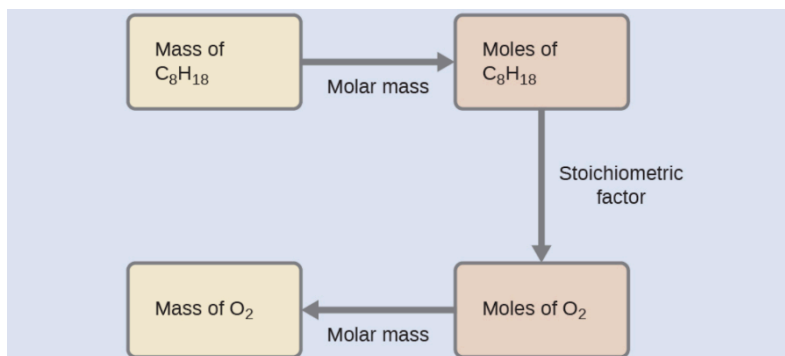 Mass of
C₈H₁₈
Molar mass
Moles of
C₈H₁₈
Stoichiometric
factor
Mass of O₂
Molar mass
Moles of O₂